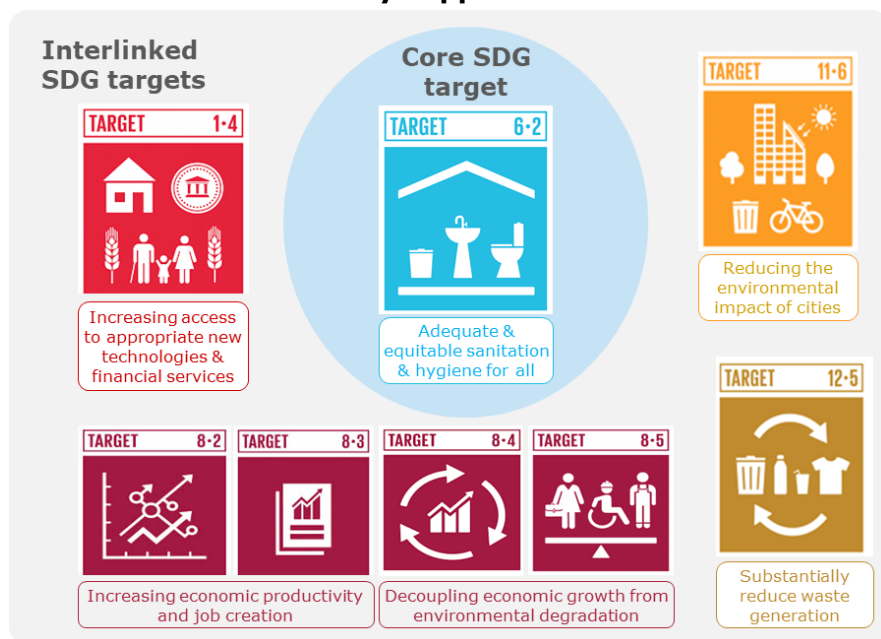 Interlinked
SDG targets
Core SDG
target
TARGET 1·4
Increasing access
to appropriate new
technologies &
financial services
TARGET 6·2
Adequate &
equitable sanitation
& hygiene for all
TARGET 11·6
Reducing the
environmental
impact of cities
TARGET 8·2
TARGET 8·3
Increasing economic productivity
and job creation
TARGET 8·4
TARGET 8·5
Decoupling economic growth from
environmental degradation
TARGET 12·5
Substantially
reduce waste
generation